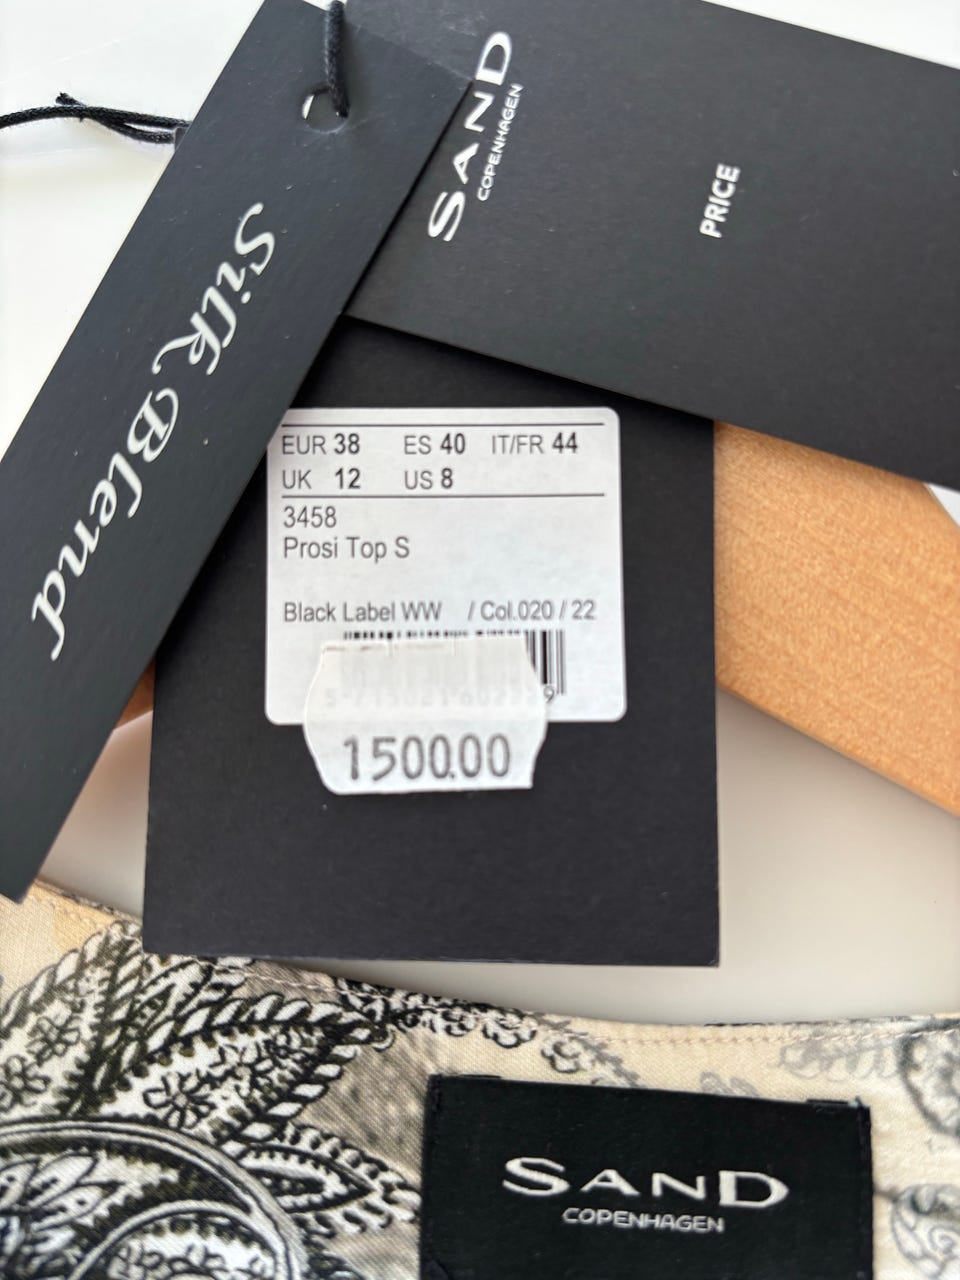 SAND
COPENHAGEN
PRICE
Silk Blend
EUR 38 ES 40 IT/FR 44
UK 12 US 8
3458
Prosi Top S
Black Label WW / Col.020 / 22
1500.00
SAND
COPENHAGEN